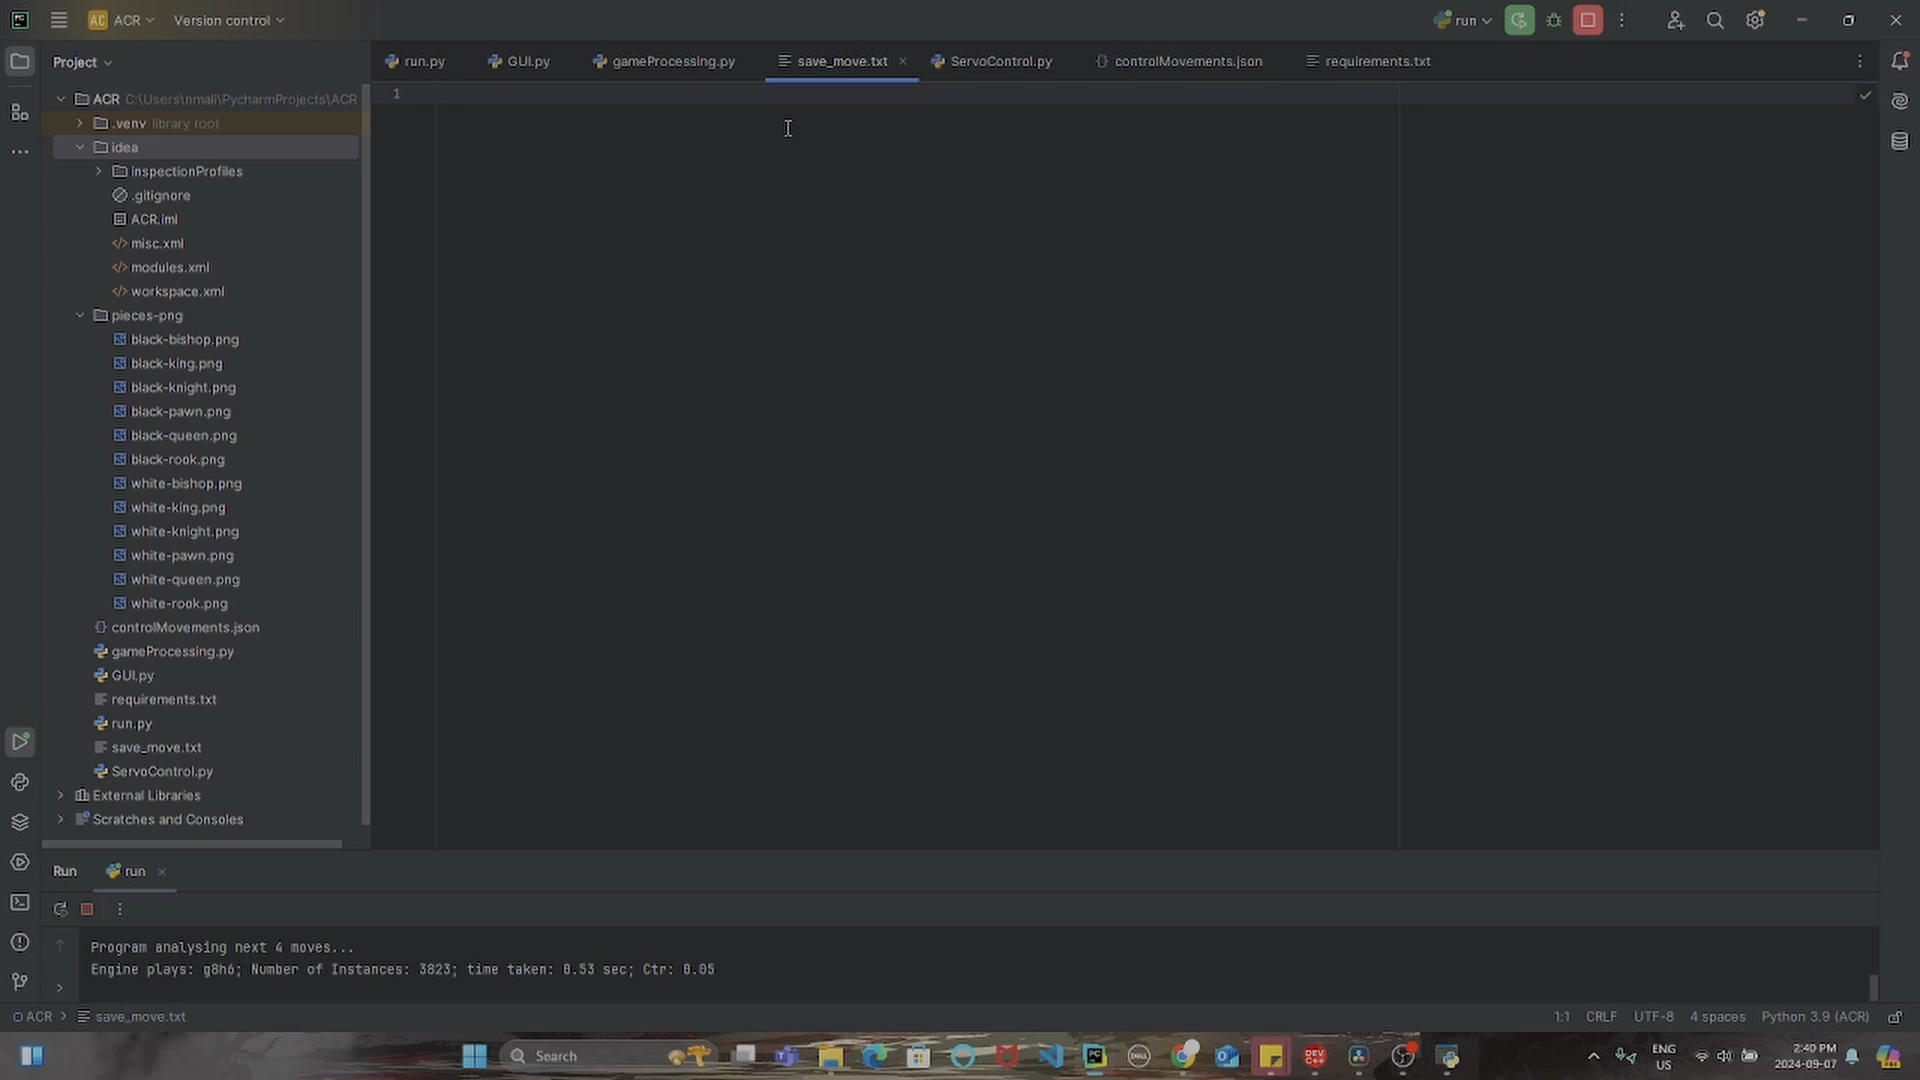 AC ACR Version control run
Project
run.py GUI.py gameProcessing.py save_move.txt ServoControl.py controlMovements.json requirements.txt
1
ACR C:\Users\nmali\PycharmProjects\ACR
.venv library root
idea
inspectionProfiles
.gitignore
ACR.iml
misc.xml
modules.xml
workspace.xml
pieces-png
black-bishop.png
black-king.png
black-knight.png
black-pawn.png
black-queen.png
black-rook.png
white-bishop.png
white-king.png
white-knight.png
white-pawn.png
white-queen.png
white-rook.png
controlMovements.json
gameProcessing.py
GUI.py
requirements.txt
run.py
save_move.txt
ServoControl.py
External Libraries
Scratches and Consoles
Run run
Program analysing next 4 moves...
Engine plays: g8h6; Number of Instances: 3823; time taken: 0.53 sec; Ctr: 0.05
ACR > save_move.txt 1:1 CRLF UTF-8 4 spaces Python 3.9 (ACR)
Search
ENG
US
2:40 PM
2024-09-07